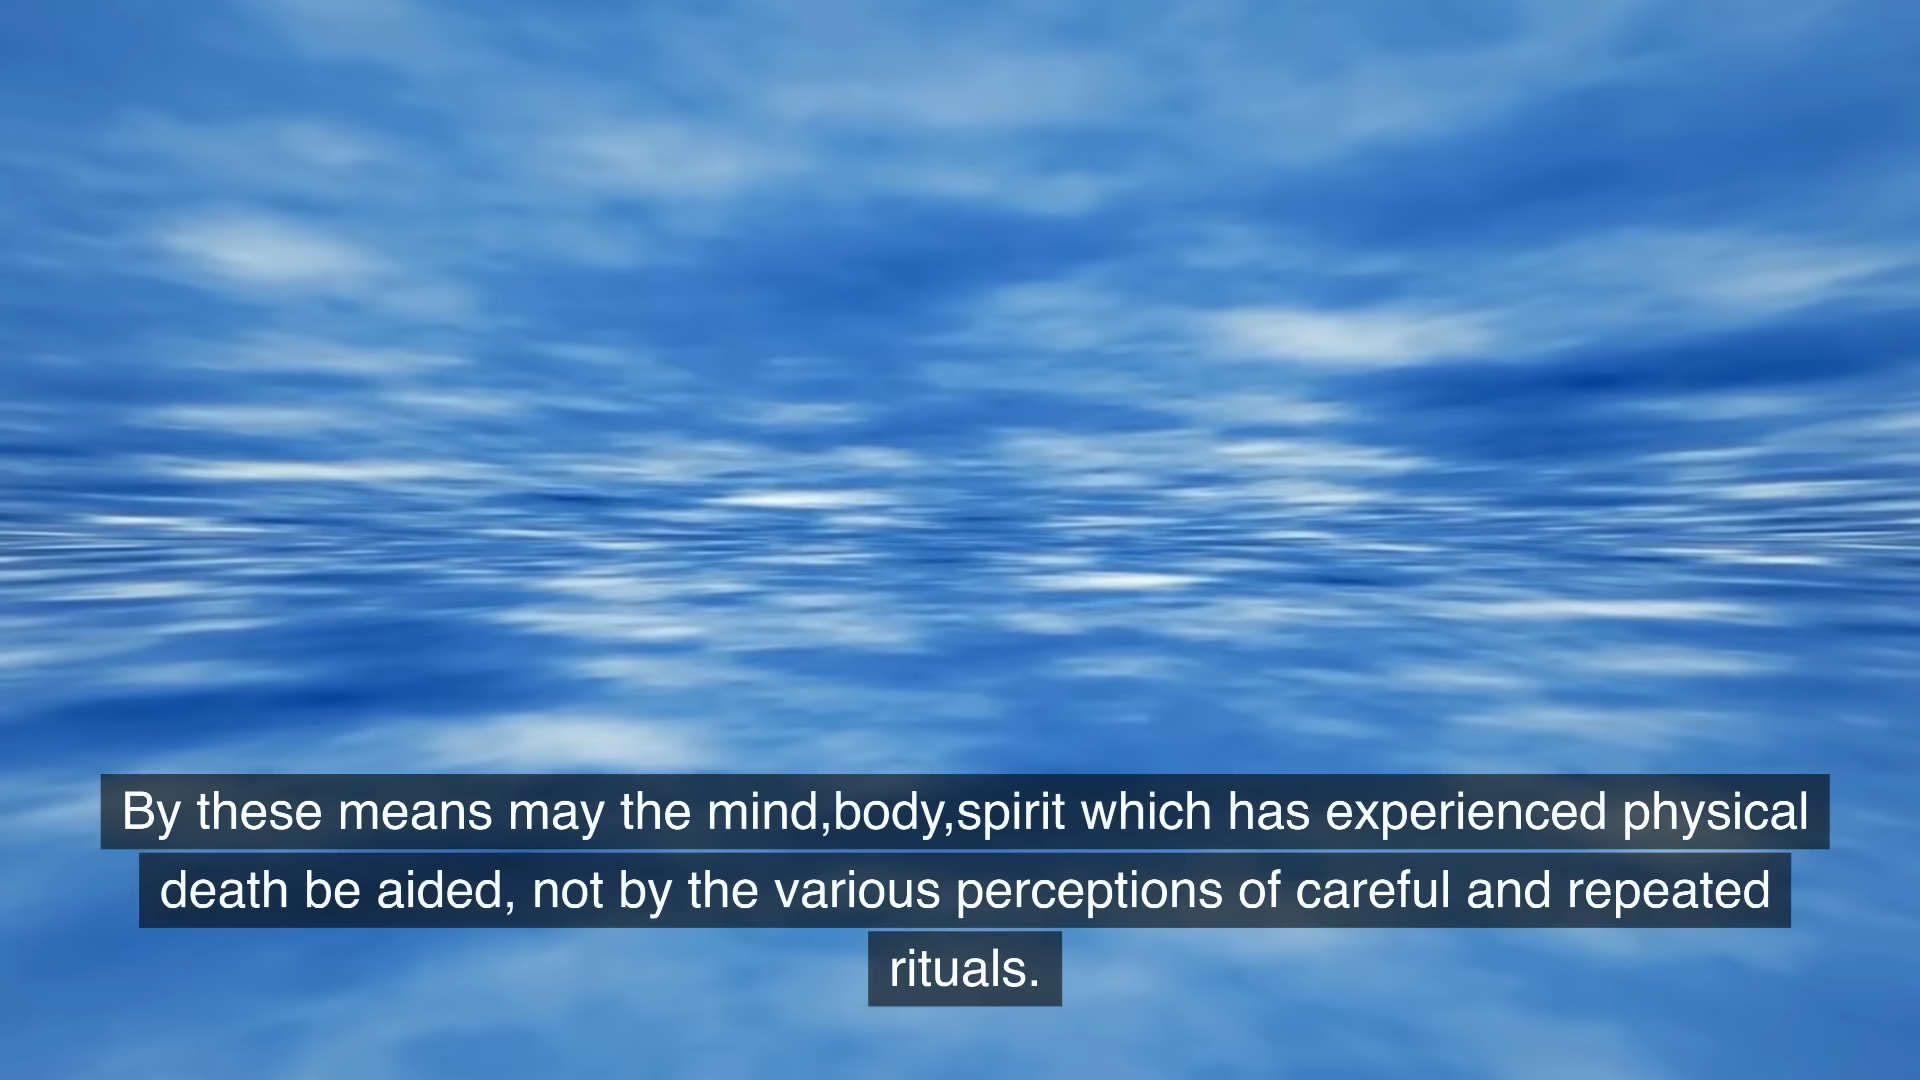 By these means may the mind,body,spirit which has experienced physical
death be aided, not by the various perceptions of careful and repeated
rituals.